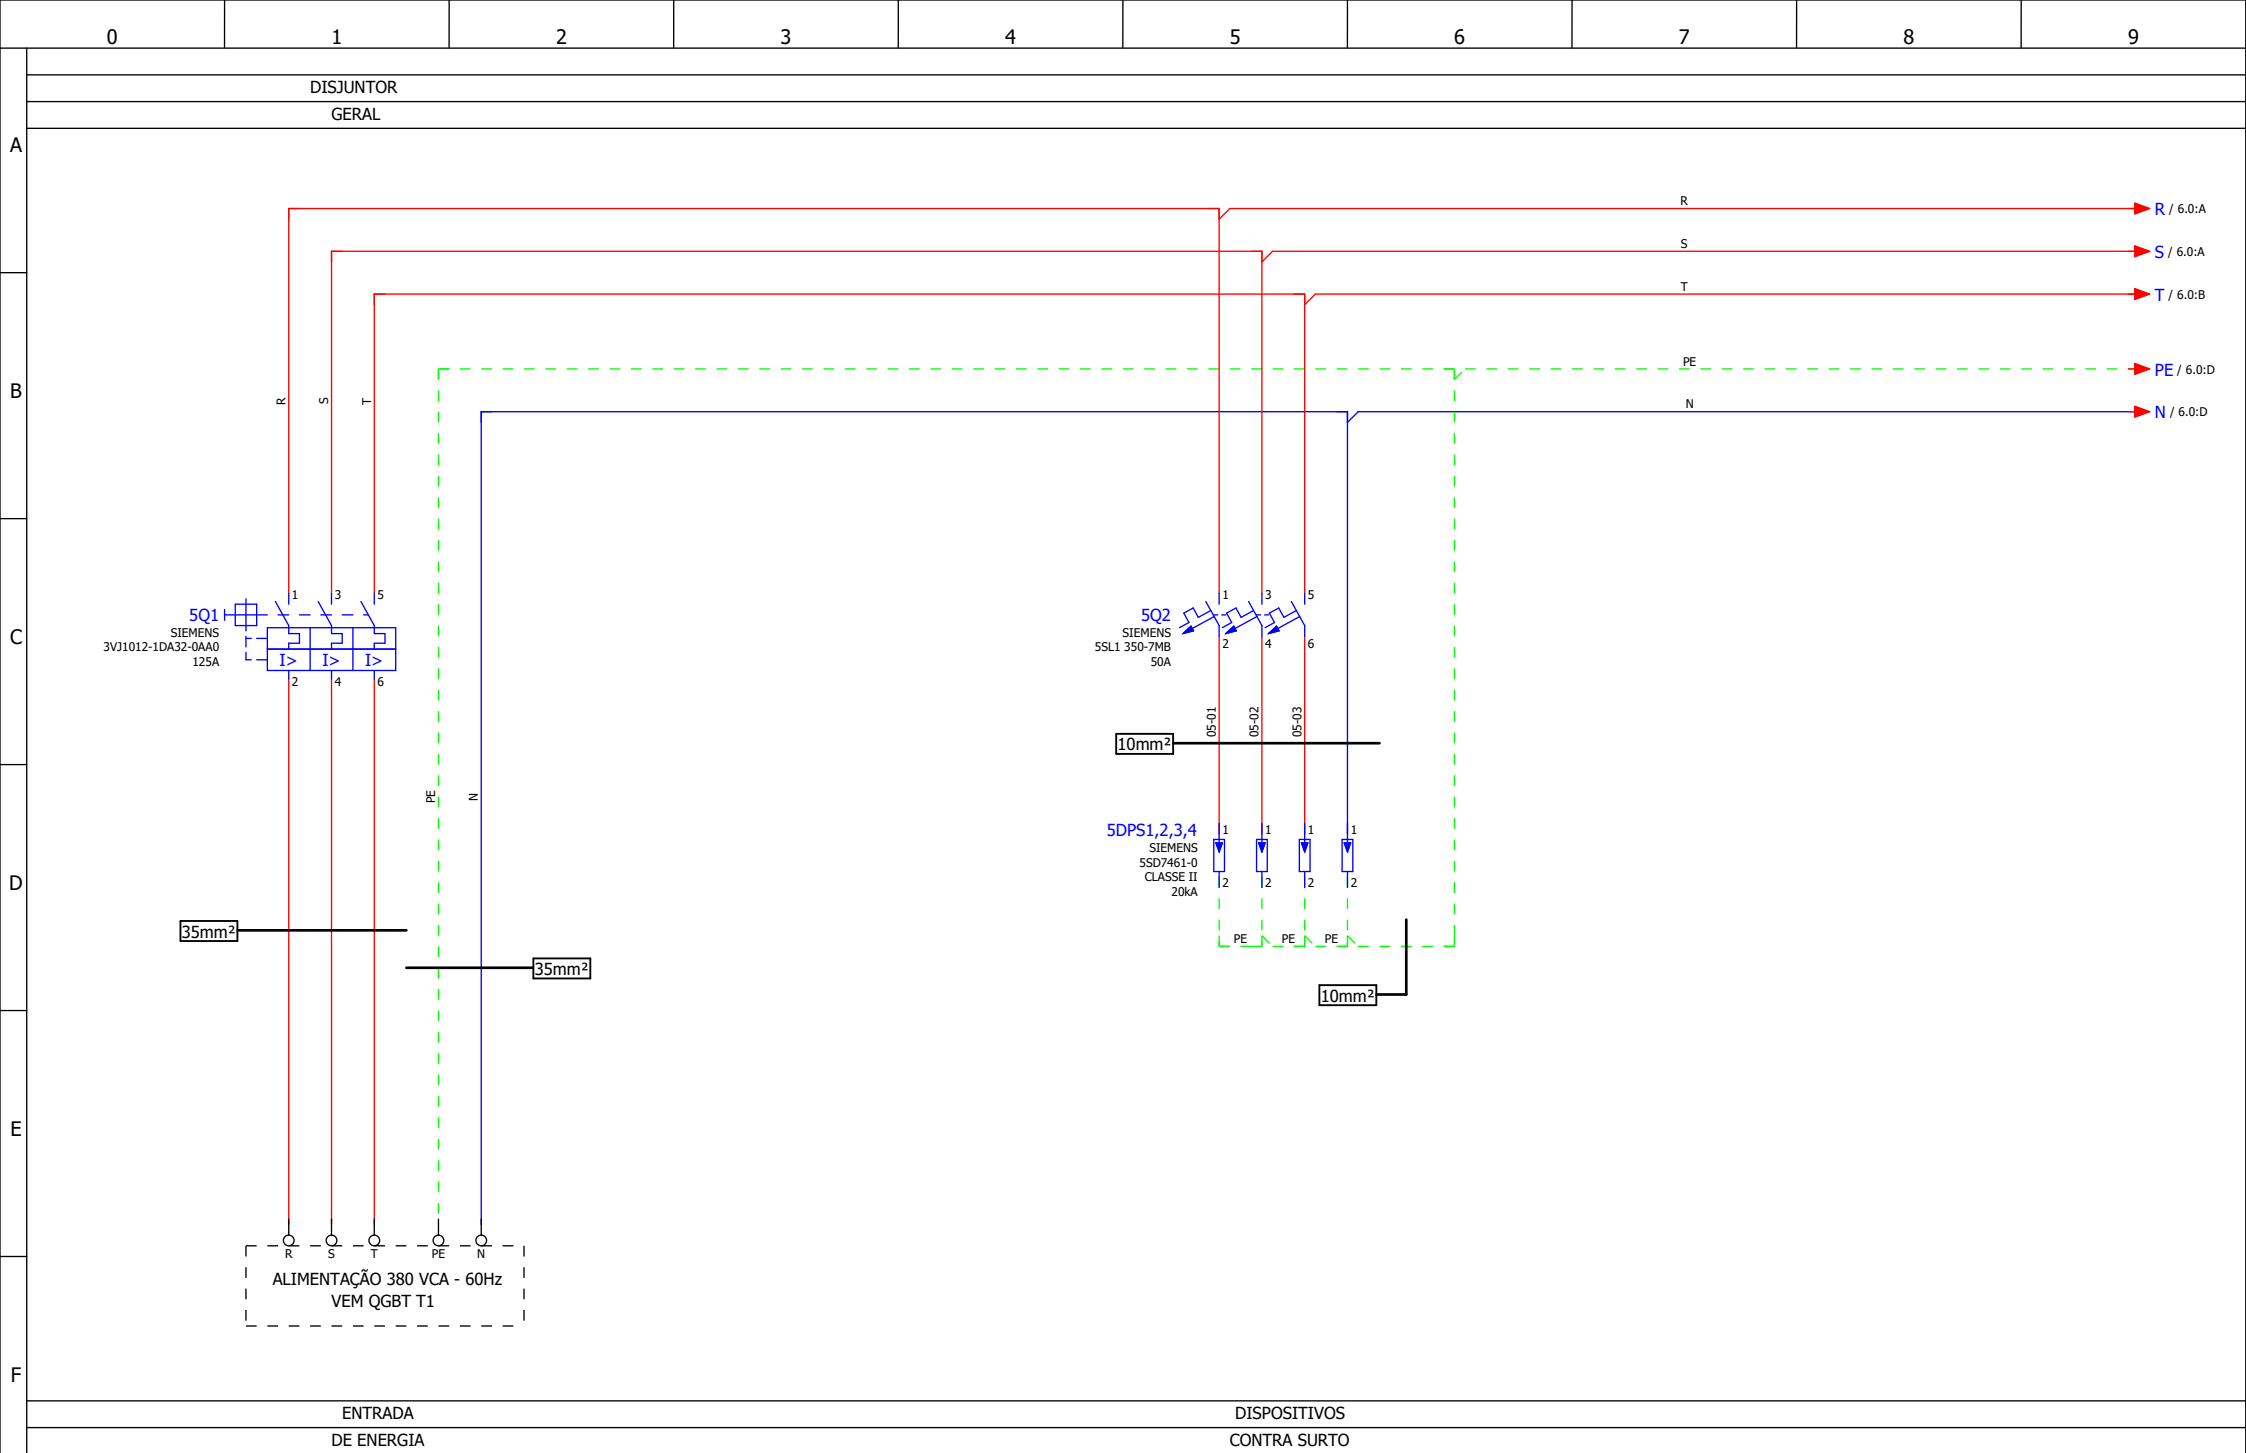 0 1 2 3 4 5 6 7 8 9
DISJUNTOR
GERAL
A
R
R / 6.0:A
S
S / 6.0:A
T
T / 6.0:B
PE
PE / 6.0:D
B
R S T
N
N / 6.0:D
C
1 3 5
5Q1
SIEMENS
3VJ1012-1DA32-0AA0
125A
I> I> I>
2 4 6
1 3 5
5Q2
SIEMENS
5SL1 350-7MB
50A
2 4 6
05-01 05-02 05-03
10mm²
PE N
D
5DPS1,2,3,4
SIEMENS
5SD7461-0
CLASSE II
20kA
1 1 1 1
2 2 2 2
PE PE PE
35mm²
35mm²
10mm²
E
R S T PE N
ALIMENTAÇÃO 380 VCA - 60Hz
VEM QGBT T1
F
ENTRADA
DE ENERGIA
DISPOSITIVOS
CONTRA SURTO